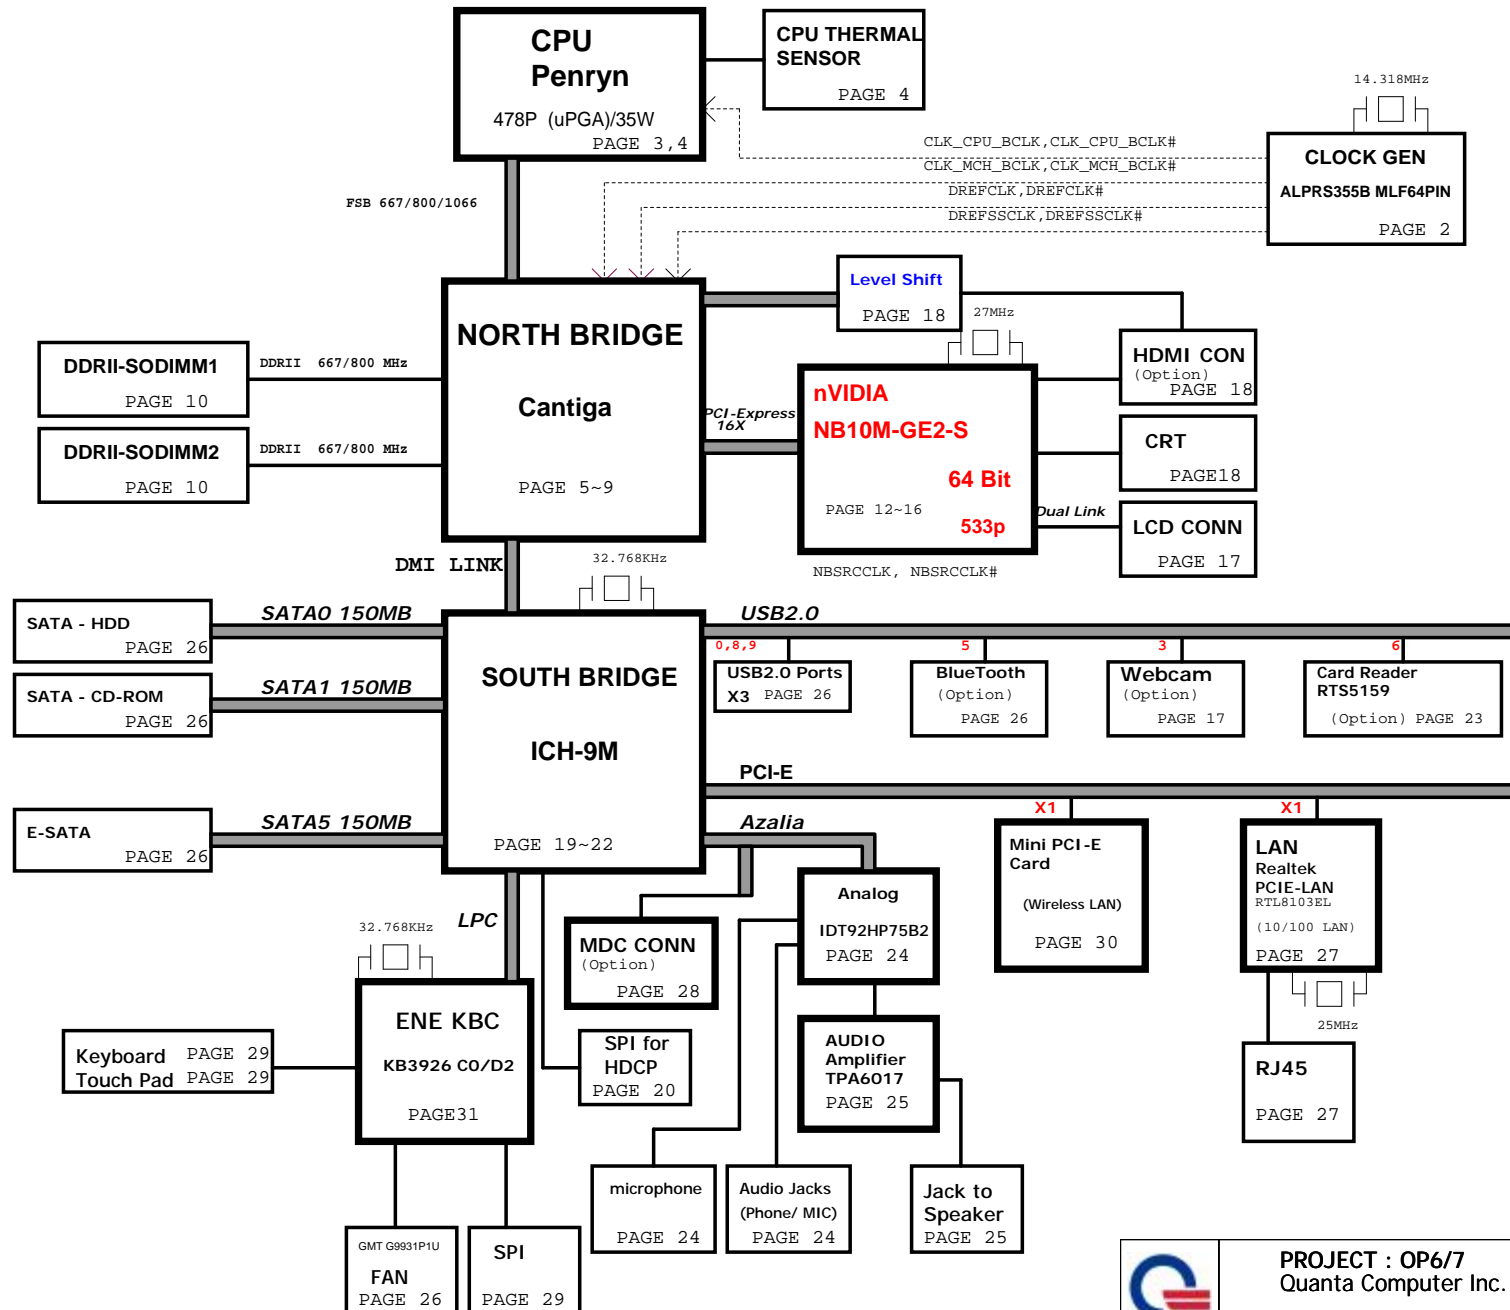 CPU
Penryn
478P (uPGA)/35W
PAGE 3,4
CPU THERMAL
SENSOR
PAGE 4
14.318MHz
CLOCK GEN
ALPRS355B MLF64PIN
PAGE 2
CLK_CPU_BCLK,CLK_CPU_BCLK#
CLK_MCH_BCLK,CLK_MCH_BCLK#
DREFCLK,DREFCLK#
DREFSSCLK,DREFSSCLK#
FSB 667/800/1066
NORTH BRIDGE
Cantiga
PAGE 5~9
Level Shift
PAGE 18
27MHz
HDMI CON
(Option)
PAGE 18
DDRII-SODIMM1
PAGE 10
DDRII 667/800 MHz
DDRII-SODIMM2
PAGE 10
DDRII 667/800 MHz
PCI-Express
16X
nVIDIA
NB10M-GE2-S
64 Bit
PAGE 12~16
533p
CRT
PAGE18
Dual Link
LCD CONN
PAGE 17
NBSRCCLK, NBSRCCLK#
DMI LINK
32.768KHz
SATA - HDD
PAGE 26
SATA0 150MB
SATA - CD-ROM
PAGE 26
SATA1 150MB
E-SATA
PAGE 26
SATA5 150MB
SOUTH BRIDGE
ICH-9M
PAGE 19~22
USB2.0
0,8,9
USB2.0 Ports
X3 PAGE 26
5
BlueTooth
(Option)
PAGE 26
3
Webcam
(Option)
PAGE 17
6
Card Reader
RTS5159
(Option) PAGE 23
PCI-E
X1
Mini PCI-E
Card
(Wireless LAN)
PAGE 30
X1
LAN
Realtek
PCIE-LAN
RTL8103EL
(10/100 LAN)
PAGE 27
25MHz
RJ45
PAGE 27
Azalia
MDC CONN
(Option)
PAGE 28
Analog
IDT92HP75B2
PAGE 24
LPC
32.768KHz
ENE KBC
KB3926 C0/D2
PAGE31
Keyboard PAGE 29
Touch Pad PAGE 29
SPI for
HDCP
PAGE 20
AUDIO
Amplifier
TPA6017
PAGE 25
microphone
PAGE 24
Audio Jacks
(Phone/ MIC)
PAGE 24
Jack to
Speaker
PAGE 25
GMT G9931P1U
FAN
PAGE 26
SPI
PAGE 29
PROJECT : OP6/7
Quanta Computer Inc.